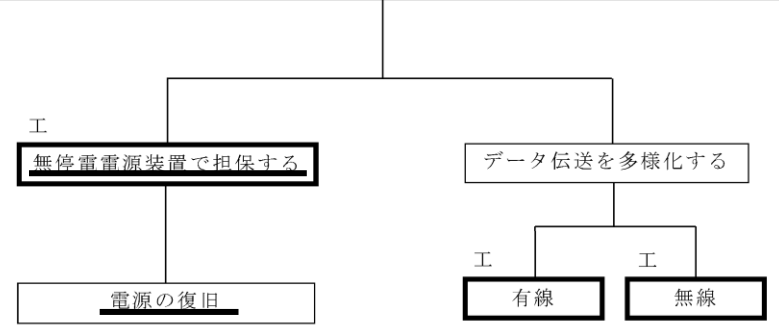 工
無停電電源装置で担保する
データ伝送を多様化する
工
工
電源の復旧
有線
無線